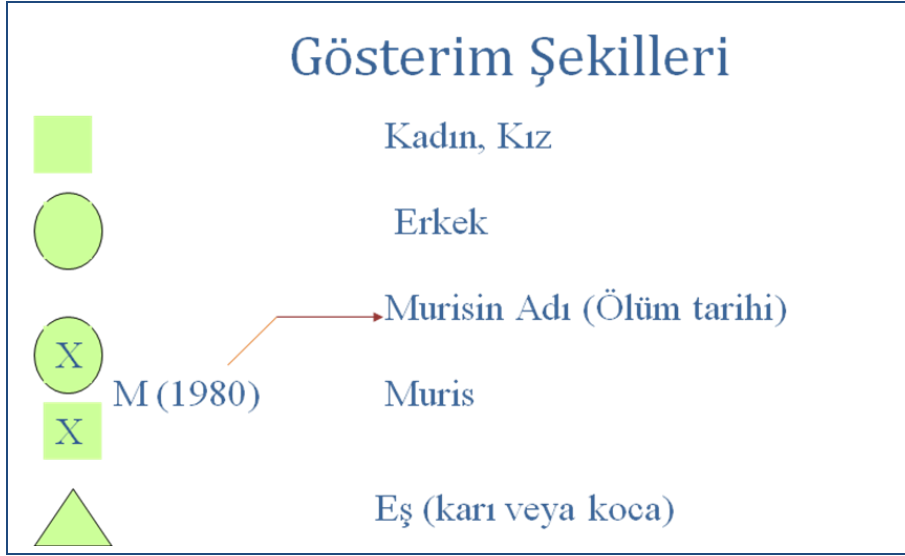 Gösterim Şekilleri
Kadın, Kız
Erkek
Murisin Adı (Ölüm tarihi)
X
M (1980)
Muris
X
Eş (karı veya koca)